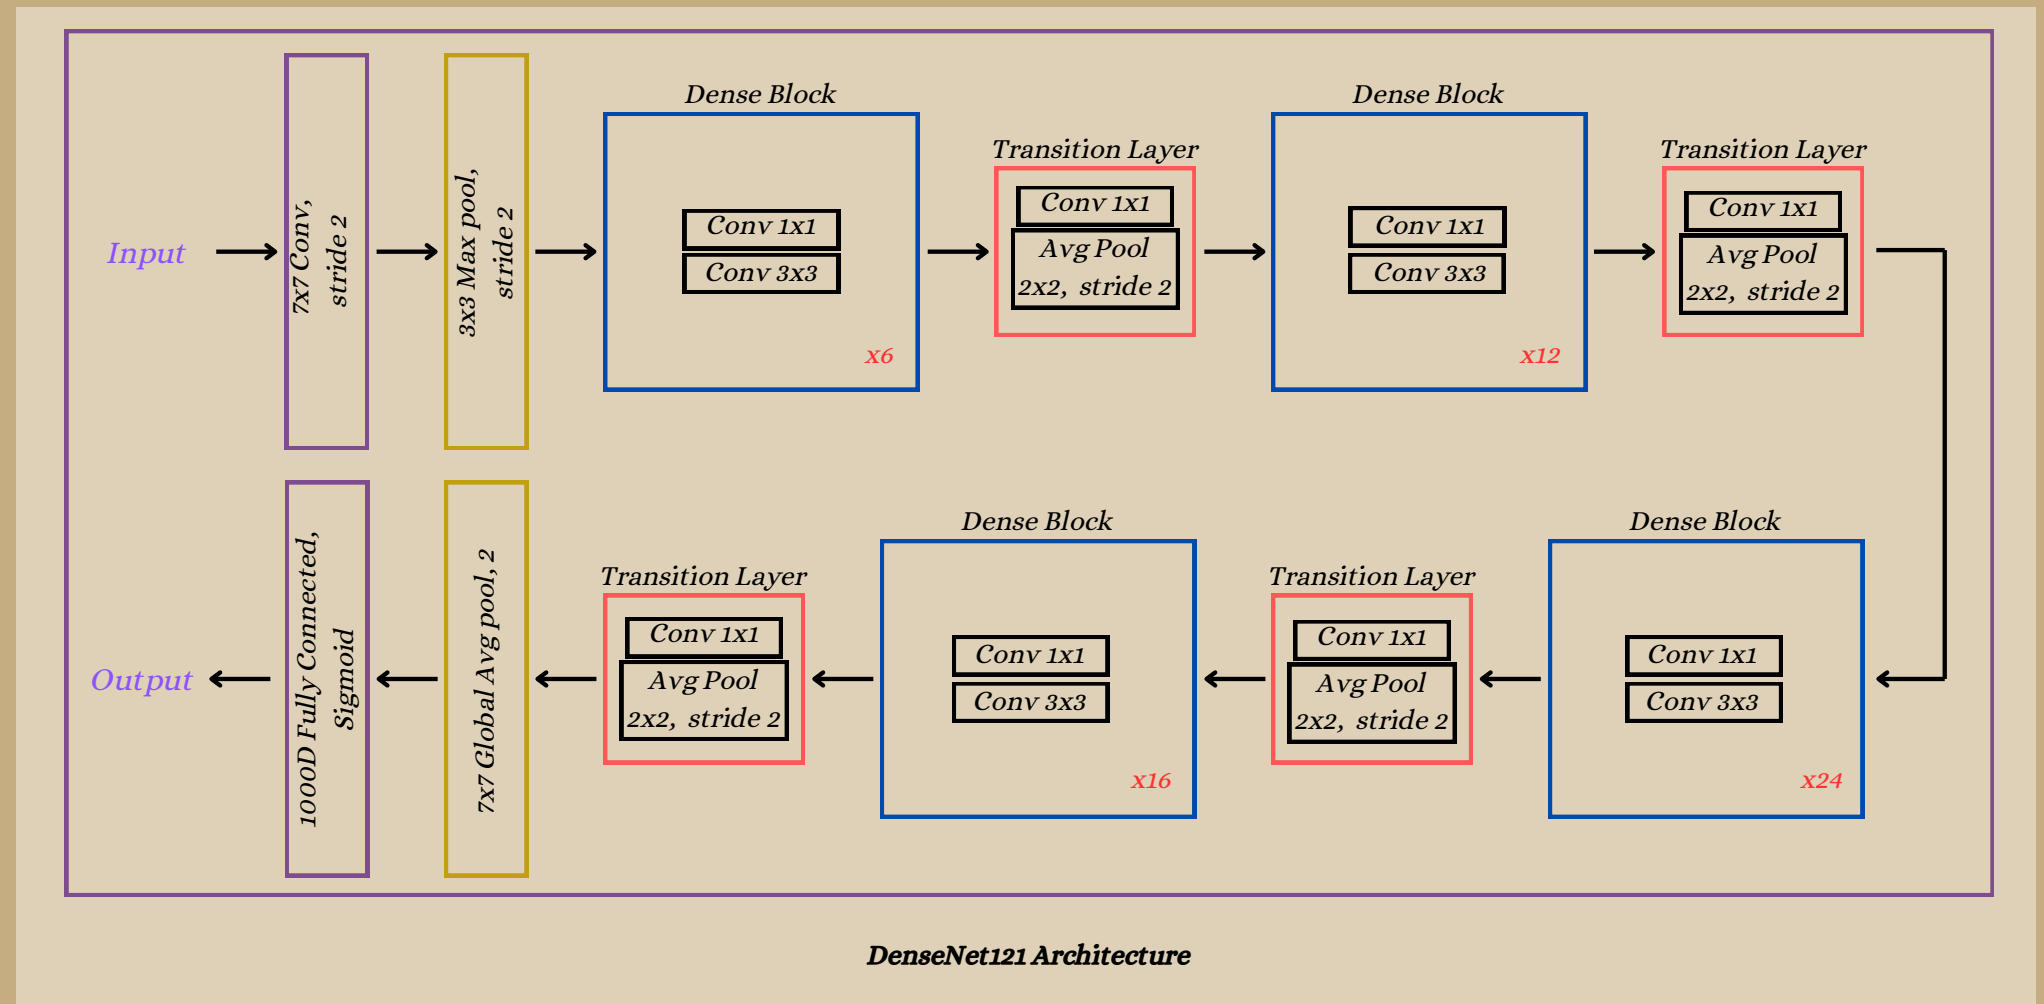 Input
7x7 Conv,
stride 2
3x3 Max pool,
stride 2
Dense Block
Conv 1x1
Conv 3x3
x6
Transition Layer
Conv 1x1
Avg Pool
2x2, stride 2
Dense Block
Conv 1x1
Conv 3x3
x12
Transition Layer
Conv 1x1
Avg Pool
2x2, stride 2
Dense Block
Conv 1x1
Conv 3x3
x24
Transition Layer
Conv 1x1
Avg Pool
2x2, stride 2
Dense Block
Conv 1x1
Conv 3x3
x16
Transition Layer
Conv 1x1
Avg Pool
2x2, stride 2
7x7 Global Avg pool, 2
1000D Fully Connected,
Sigmoid
Output
DenseNet121 Architecture